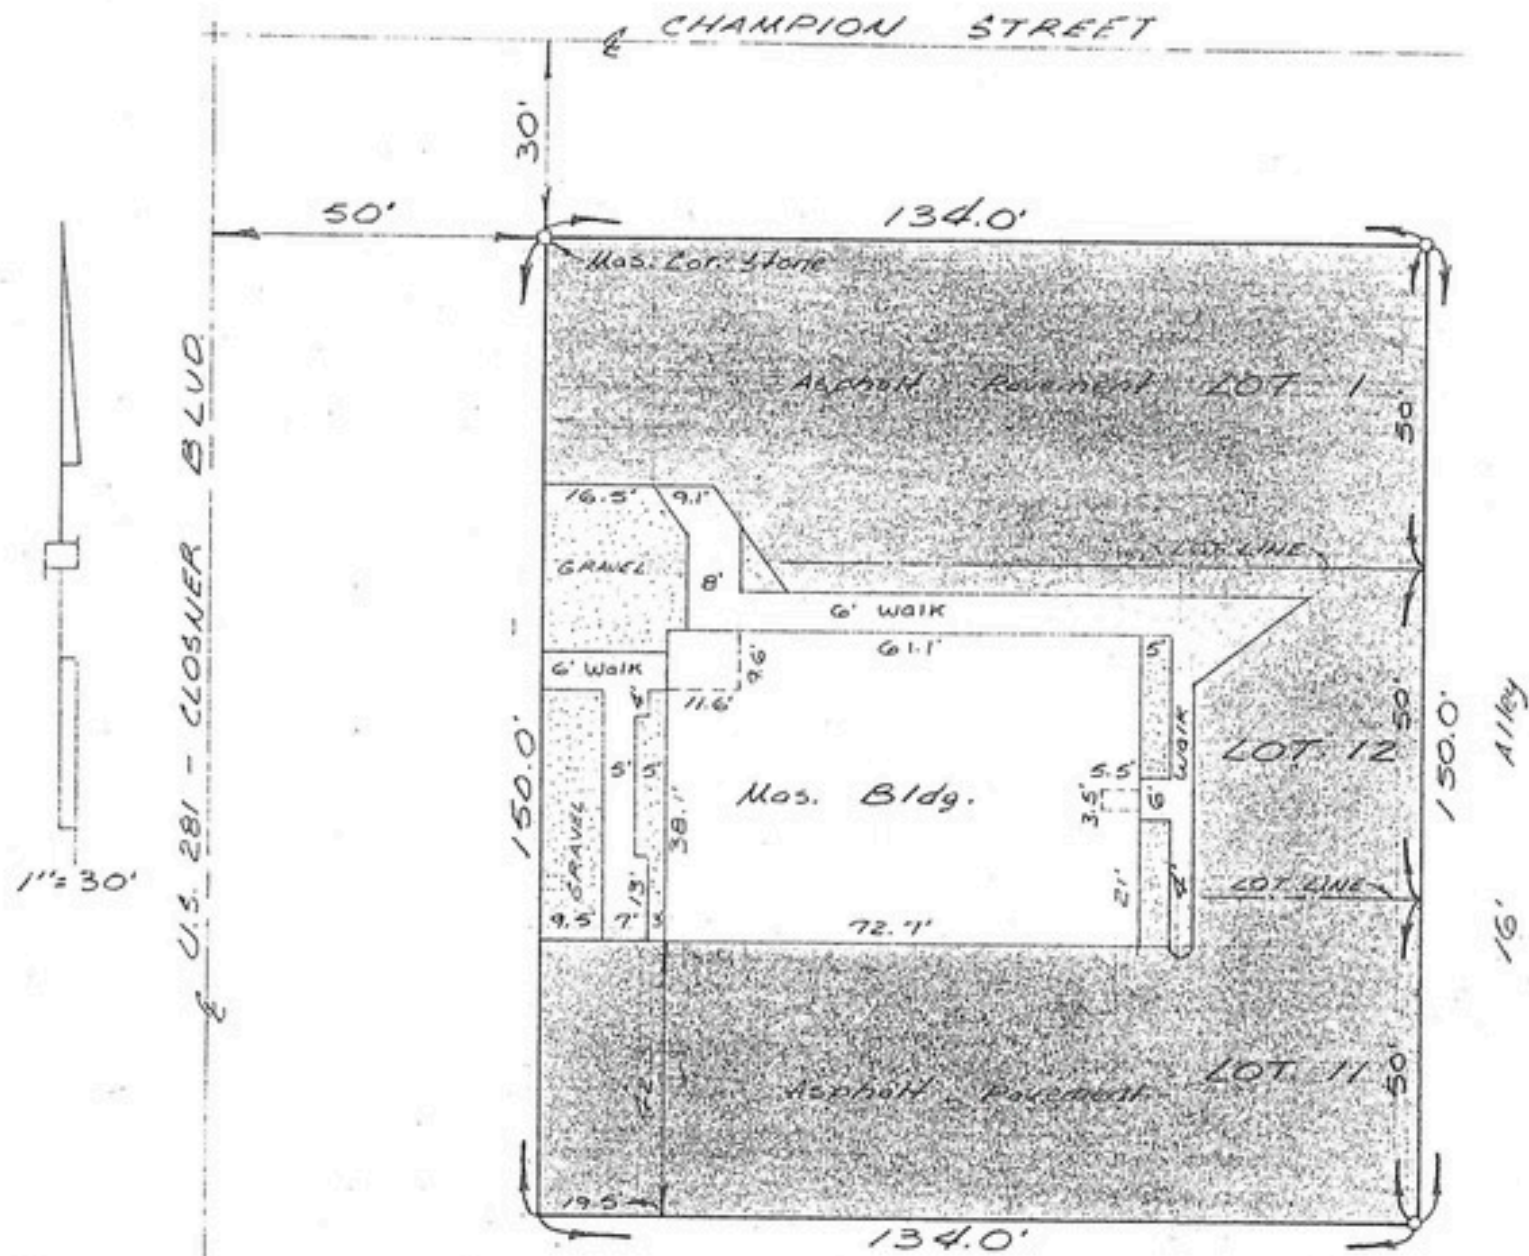 CHAMPION STREET
30'
50'
134.0'
Mas. Cor. Stone
Asphalt Pavement LOT 1
50'
U.S. 281 - CLOSNER BLVD
16.5' 9.1'
LOT LINE
GRAVEL
8'
6' Walk
61.1'
5'
9.6'
6' Walk
4'
11.6'
150.0'
50'
150.0'
Alley
16'
WALK
LOT 12
5' 5'
5.5'
3.5'
6'
Mas. Bldg.
GRAVEL
38.1'
1"=30'
13'
21'
4'
LOT LINE
9.5 7' 3'
72.7'
LOT 11
50'
Asphalt Pavement
19.5
134.0'